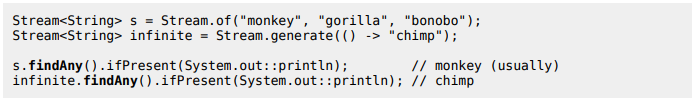 Stream<String> s = Stream.of("monkey", "gorilla", "bonobo");
Stream<String> infinite = Stream.generate(() -> "chimp");

s.findAny().ifPresent(System.out::println);        // monkey (usually)
infinite.findAny().ifPresent(System.out::println); // chimp